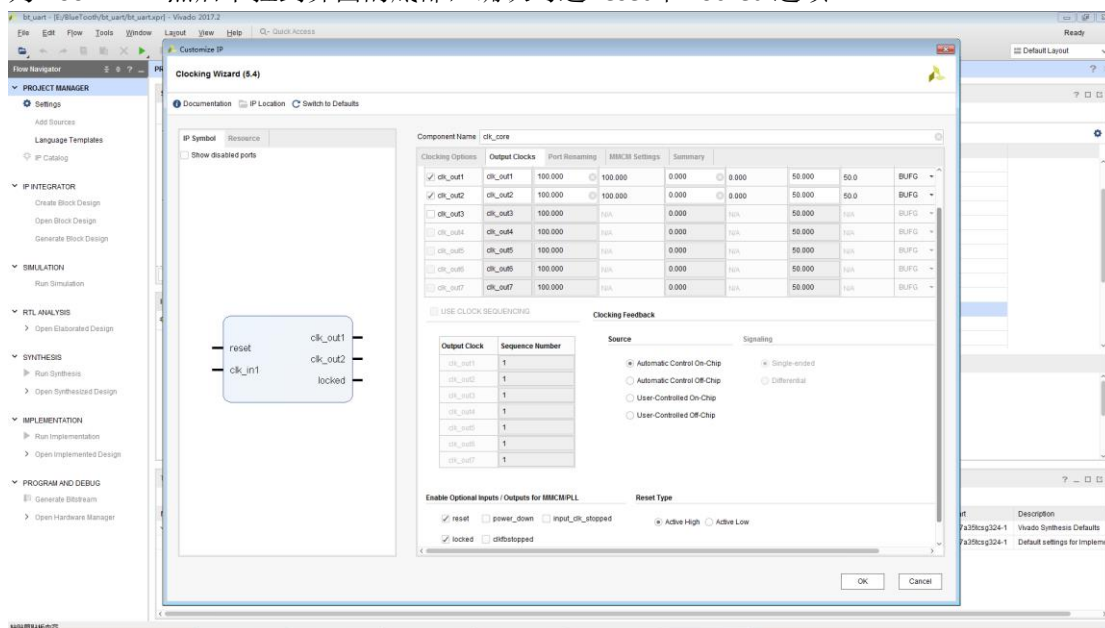 bt_uart - [E:/BlueTooth/bt_uart/bt_uart.xpr] - Vivado 2017.2
File Edit Flow Tools Window Layout View Help Q- Quick Access
Ready
Default Layout
Customize IP
Flow Navigator
Clocking Wizard (5.4)
PROJECT MANAGER
Settings
Documentation IP Location Switch to Defaults
Add Sources
Language Templates
IP Catalog
IP Symbol Resource
Component Name clk_core
Show disabled ports
Clocking Options Output Clocks Port Renaming MMCM Settings Summary
clk_out1 clk_out1 100.000 100.000 0.000 0.000 50.000 50.0 BUFG
clk_out2 clk_out2 100.000 100.000 0.000 0.000 50.000 50.0 BUFG
clk_out3 clk_out3 100.000 N/A 0.000 N/A 50.000 N/A BUFG
clk_out4 clk_out4 100.000 N/A 0.000 N/A 50.000 N/A BUFG
clk_out5 clk_out5 100.000 N/A 0.000 N/A 50.000 N/A BUFG
clk_out6 clk_out6 100.000 N/A 0.000 N/A 50.000 N/A BUFG
clk_out7 clk_out7 100.000 N/A 0.000 N/A 50.000 N/A BUFG
IP INTEGRATOR
Create Block Design
Open Block Design
Generate Block Design
SIMULATION
Run Simulation
RTL ANALYSIS
Open Elaborated Design
SYNTHESIS
Run Synthesis
Open Synthesized Design
IMPLEMENTATION
Run Implementation
Open Implemented Design
PROGRAM AND DEBUG
Generate Bitstream
Open Hardware Manager
reset
clk_in1
clk_out1
clk_out2
locked
USE CLOCK SEQUENCING
Clocking Feedback
Output Clock Sequence Number
clk_out1 1
clk_out2 1
clk_out3 1
clk_out4 1
clk_out5 1
clk_out6 1
clk_out7 1
Source
Automatic Control On-Chip
Automatic Control Off-Chip
User-Controlled On-Chip
User-Controlled Off-Chip
Signaling
Single-ended
Differential
Enable Optional Inputs / Outputs for MMCM/PLL
reset power_down input_clk_stopped
locked clkfbstopped
Reset Type
Active High Active Low
Description
7a35tcsg324-1 Vivado Synthesis Defaults
7a35tcsg324-1 Default settings for Impleme
OK Cancel